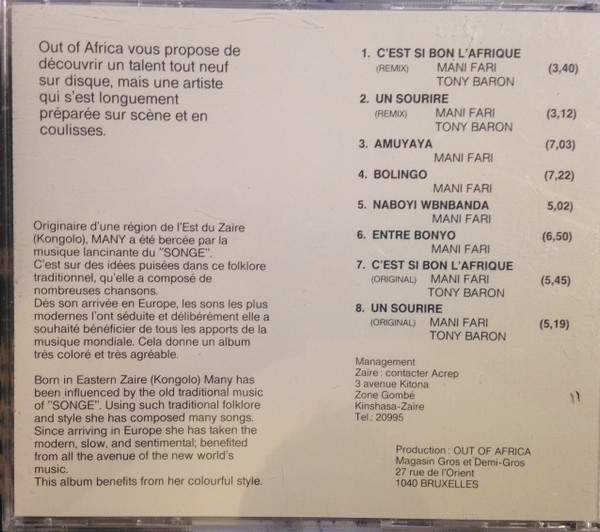 Out of Africa vous propose de
découvrir un talent tout neuf
sur disque, mais une artiste
qui s'est longuement
préparée sur scène et en
coulisses.
Originaire d'une région de l'Est du Zaïre
(Kongolo), MANY a été bercée par la
musique lancinante du "SONGE".
C'est sur des idées puisées dans ce folklore
traditionnel, qu'elle a composé de
nombreuses chansons.
Dès son arrivée en Europe, les sons les plus
modernes l'ont séduite et délibérément elle a
souhaité bénéficier de tous les apports de la
musique mondiale. Cela donne un album
très coloré et très agréable.
Born in Eastern Zaire (Kongolo) Many has
been influenced by the old traditional music
of "SONGE". Using such traditional folklore
and style she has composed many songs.
Since arriving in Europe she has taken the
modern, slow, and sentimental; benefited
from all the avenue of the new world's
music.
This album benefits from her colourful style.
1. C'EST SI BON L'AFRIQUE
(REMIX) MANI FARI (3,40)
TONY BARON
2. UN SOURIRE
(REMIX) MANI FARI (3,12)
TONY BARON
3. AMUYAYA (7,03)
MANI FARI
4. BOLINGO (7,22)
MANI FARI
5. NABOYI WBNBANDA 5,02)
MANI FARI
6. ENTRE BONYO (6,50)
MANI FARI
7. C'EST SI BON L'AFRIQUE
(ORIGINAL) MANI FARI (5,45)
TONY BARON
8. UN SOURIRE
(ORIGINAL) MANI FARI (5,19)
TONY BARON
Management
Zaire : contacter Acrep
3 avenue Kitona
Zone Gombé
Kinshasa-Zaire
Tel.: 20995
Production : OUT OF AFRICA
Magasin Gros et Demi-Gros
27 rue de l'Orient
1040 BRUXELLES